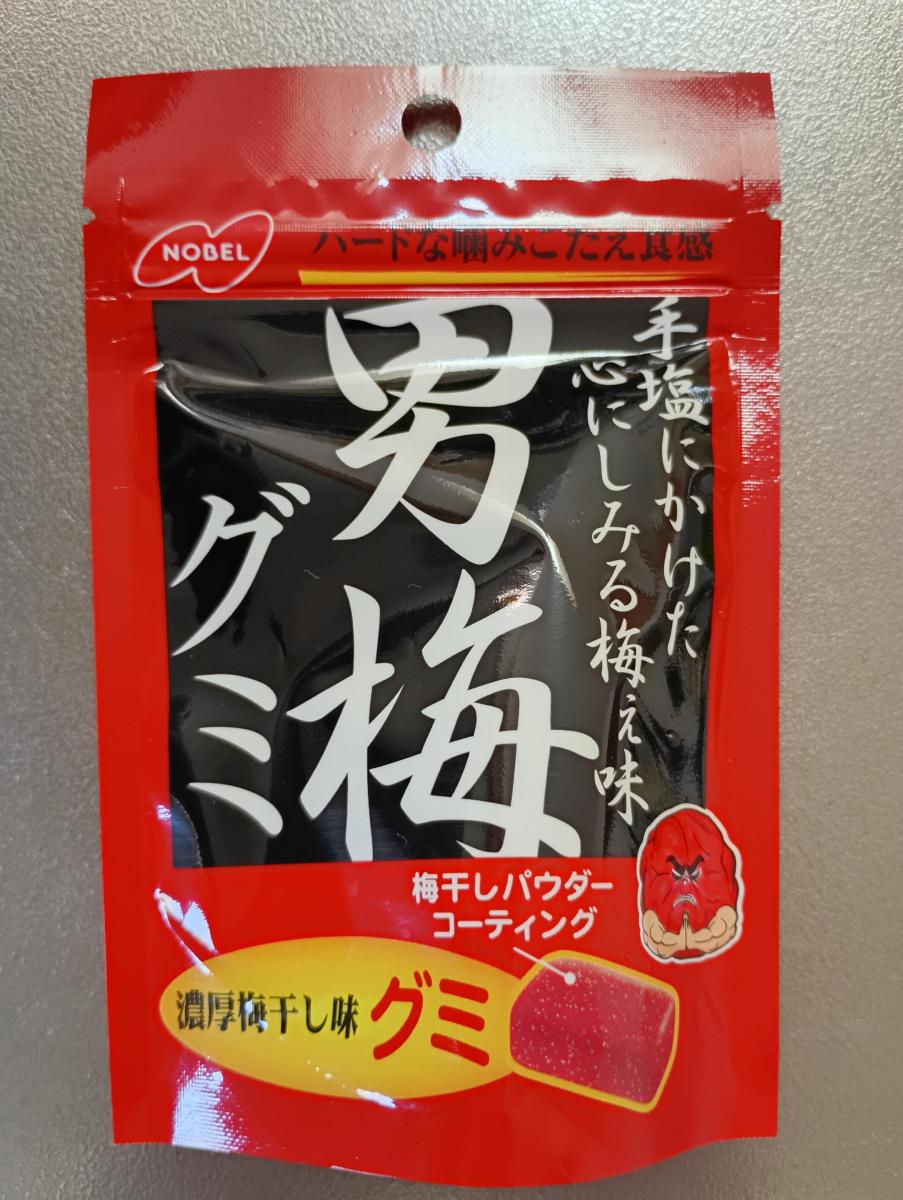 NOBEL
ハードな噛みごたえ食感
手塩にかけた
心にしみる梅ぇ味
男梅
グミ
梅干しパウダー
コーティング
濃厚梅干し味 グミ